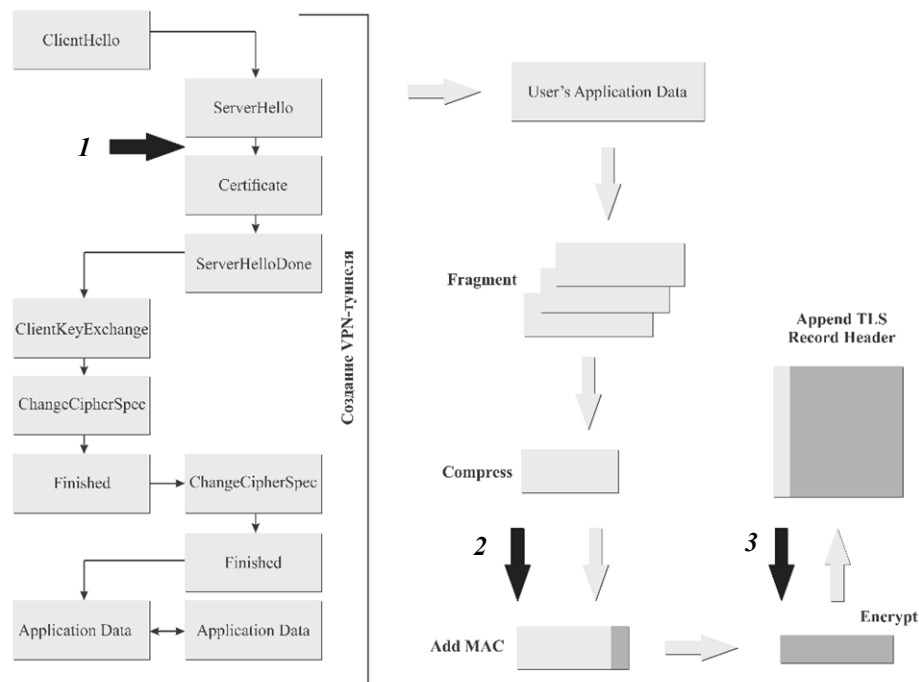 ClientHello
ServerHello
1
Certificate
ServerHelloDone
ClientKeyExchange
ChangeCipherSpec
Finished
ChangeCipherSpec
Finished
Application Data
Application Data
Создание VPN-туннеля
User's Application Data
Fragment
Append TLS
Record Header
Compress
2
3
Encrypt
Add MAC